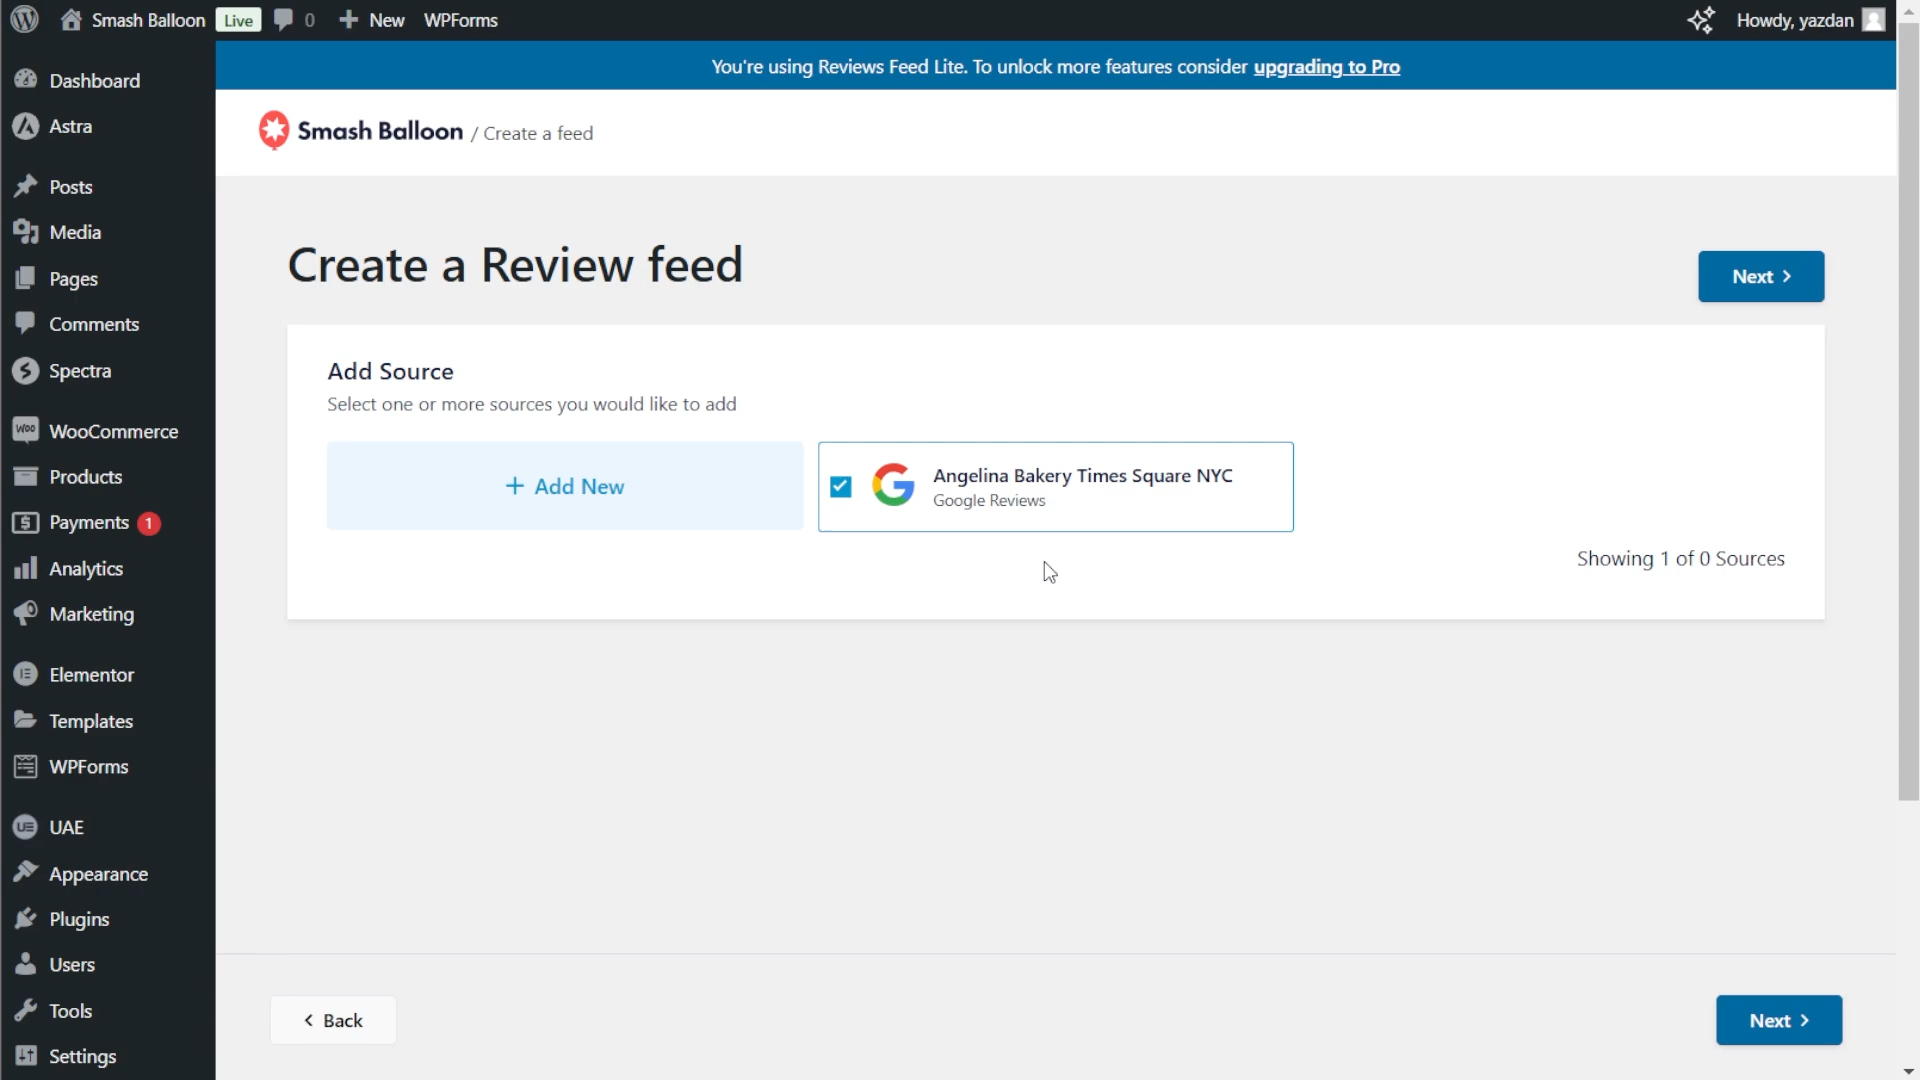 Smash Balloon Live 0 New WPForms Howdy, yazdan
You're using Reviews Feed Lite. To unlock more features consider upgrading to Pro
Dashboard
Astra
Posts
Media
Pages
Comments
Spectra
WooCommerce
Products
Payments 1
Analytics
Marketing
Elementor
Templates
WPForms
UAE
Appearance
Plugins
Users
Tools
Settings
Smash Balloon / Create a feed
Create a Review feed
Next >
Add Source
Select one or more sources you would like to add
+ Add New
Angelina Bakery Times Square NYC
Google Reviews
Showing 1 of 0 Sources
< Back
Next >